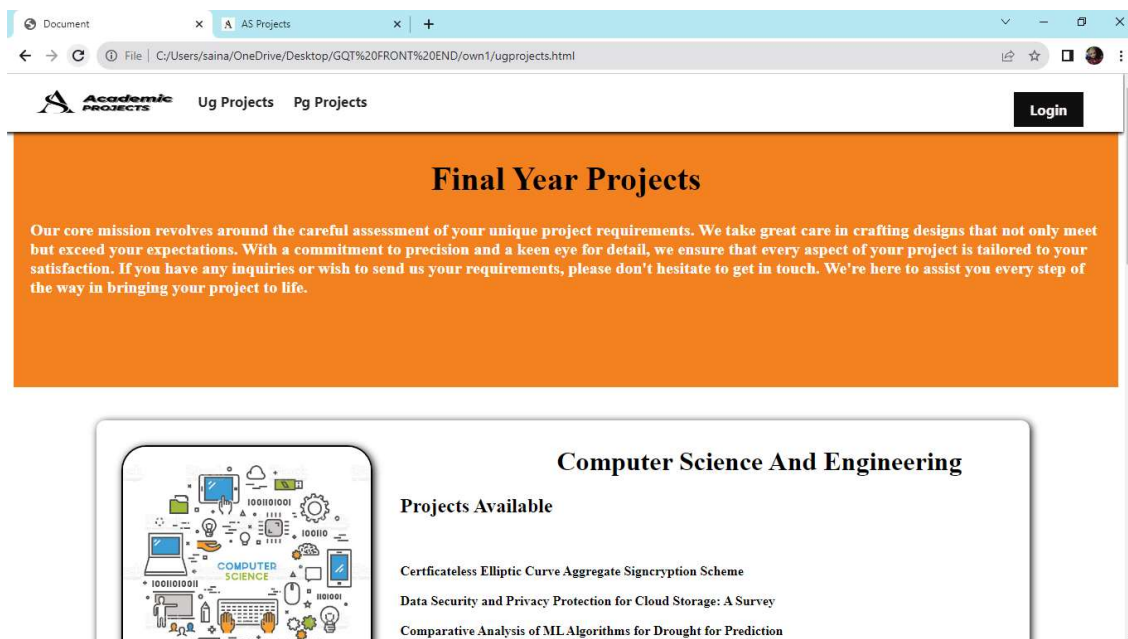 Document
AS Projects
File | C:/Users/saina/OneDrive/Desktop/GQT%20FRONT%20END/own1/ugprojects.html
Academic
PROJECTS
Ug Projects
Pg Projects
Login
Final Year Projects
Our core mission revolves around the careful assessment of your unique project requirements. We take great care in crafting designs that not only meet
but exceed your expectations. With a commitment to precision and a keen eye for detail, we ensure that every aspect of your project is tailored to your
satisfaction. If you have any inquiries or wish to send us your requirements, please don't hesitate to get in touch. We're here to assist you every step of
the way in bringing your project to life.
Computer Science And Engineering
Projects Available
Certficateless Elliptic Curve Aggregate Signcryption Scheme
Data Security and Privacy Protection for Cloud Storage: A Survey
Comparative Analysis of ML Algorithms for Drought for Prediction
1001101001
100110
COMPUTER
SCIENCE
1001101001
1101001